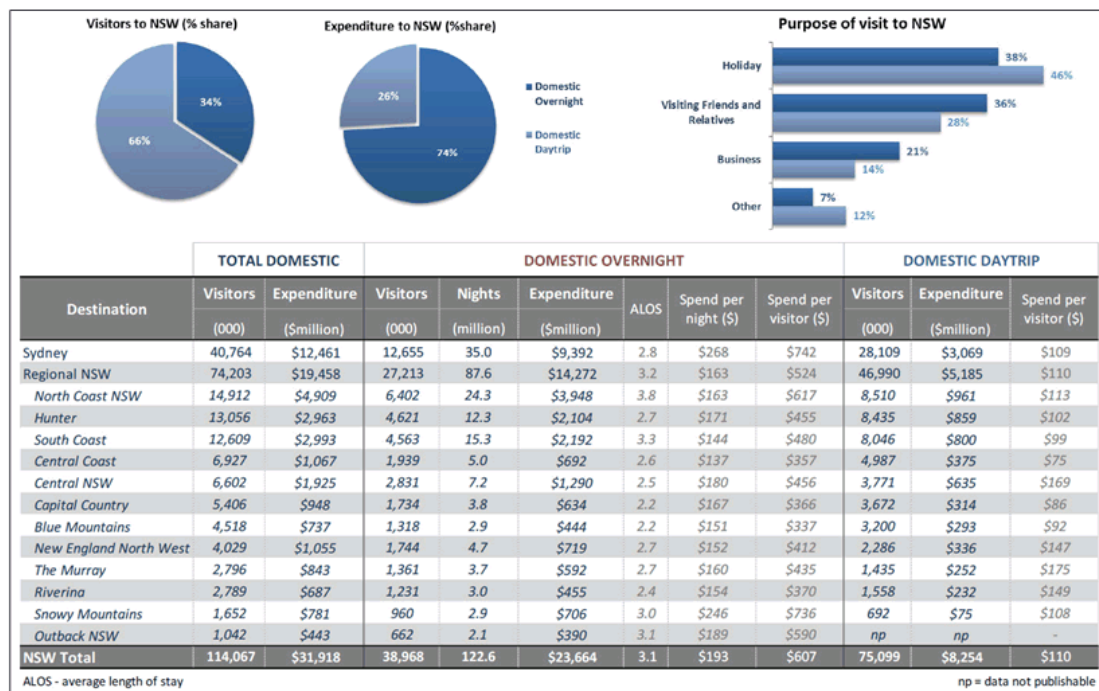 Visitors to NSW (% share)
34%
66%
Expenditure to NSW (%share)
26%
74%
Domestic Overnight
Domestic Daytrip
Purpose of visit to NSW
Holiday 38% 46%
Visiting Friends and Relatives 36% 28%
Business 21% 14%
Other 7% 12%
TOTAL DOMESTIC DOMESTIC OVERNIGHT DOMESTIC DAYTRIP
Destination Visitors (000) Expenditure ($million) Visitors (000) Nights (million) Expenditure ($million) ALOS Spend per night ($) Spend per visitor ($) Visitors (000) Expenditure ($million) Spend per visitor ($)
Sydney 40,764 $12,461 12,655 35.0 $9,392 2.8 $268 $742 28,109 $3,069 $109
Regional NSW 74,203 $19,458 27,213 87.6 $14,272 3.2 $163 $524 46,990 $5,185 $110
North Coast NSW 14,912 $4,909 6,402 24.3 $3,948 3.8 $163 $617 8,510 $961 $113
Hunter 13,056 $2,963 4,621 12.3 $2,104 2.7 $171 $455 8,435 $859 $102
South Coast 12,609 $2,993 4,563 15.3 $2,192 3.3 $144 $480 8,046 $800 $99
Central Coast 6,927 $1,067 1,939 5.0 $692 2.6 $137 $357 4,987 $375 $75
Central NSW 6,602 $1,925 2,831 7.2 $1,290 2.5 $180 $456 3,771 $635 $169
Capital Country 5,406 $948 1,734 3.8 $634 2.2 $167 $366 3,672 $314 $86
Blue Mountains 4,518 $737 1,318 2.9 $444 2.2 $151 $337 3,200 $293 $92
New England North West 4,029 $1,055 1,744 4.7 $719 2.7 $152 $412 2,286 $336 $147
The Murray 2,796 $843 1,361 3.7 $592 2.7 $160 $435 1,435 $252 $175
Riverina 2,789 $687 1,231 3.0 $455 2.4 $154 $370 1,558 $232 $149
Snowy Mountains 1,652 $781 960 2.9 $706 3.0 $246 $736 692 $75 $108
Outback NSW 1,042 $443 662 2.1 $390 3.1 $189 $590 np np -
NSW Total 114,067 $31,918 38,968 122.6 $23,664 3.1 $193 $607 75,099 $8,254 $110
ALOS - average length of stay np = data not publishable